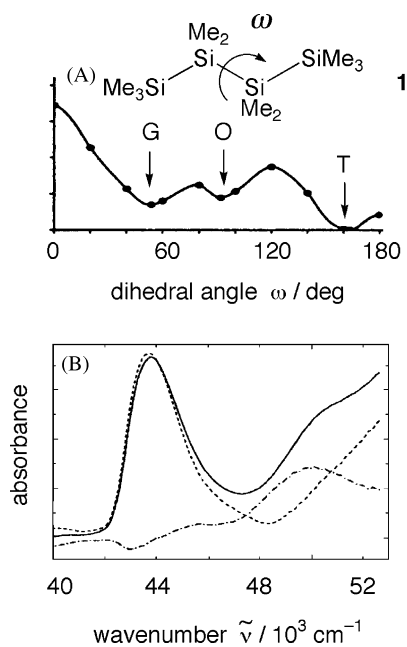 ω
Me2
(A)
Si
SiMe3
1
Me3Si
Si
Me2
G
O
T
0 60 120 180
dihedral angle ω / deg
(B)
absorbance
40 44 48 52
wavenumber ṽ / 10³ cm⁻¹